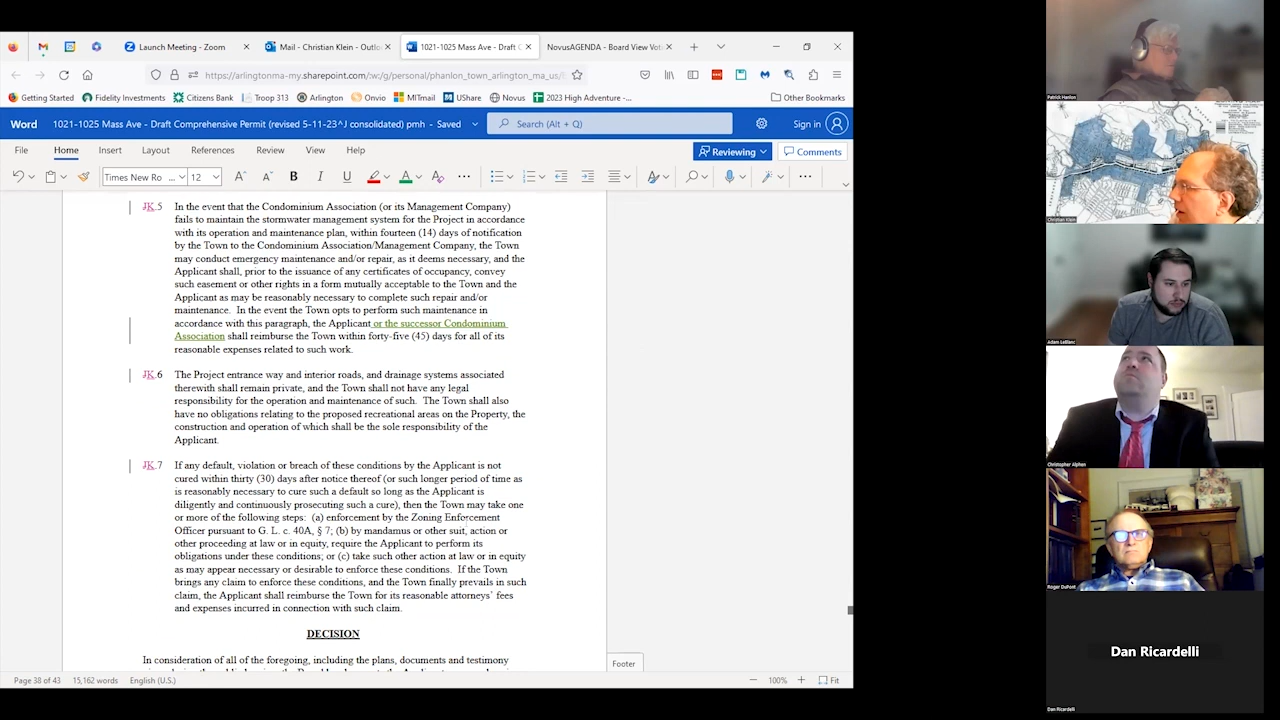 Launch Meeting - Zoom
Mail - Christian Klein - Outlo
1021-1025 Mass Ave - Draft C
NovusAGENDA - Board View Vot
https://arlingtonma-my.sharepoint.com/:w:/g/personal/phanlon_town_arlington_ma_us/
Getting Started
Fidelity Investments
Citizens Bank
Troop 313
Arlington
Onvio
MITmail
UShare
Novus
2023 High Adventure -...
Other Bookmarks
Word
1021-1025 Mass Ave - Draft Comprehensive Permit (revised 5-11-23^J consolidated) pmh - Saved
Search (Alt + Q)
Sign in
File
Home
Insert
Layout
References
Review
View
Help
Reviewing
Comments
Times New Ro ...
12
JK.5 In the event that the Condominium Association (or its Management Company)
fails to maintain the stormwater management system for the Project in accordance
with its operation and maintenance plan, within fourteen (14) days of notification
by the Town to the Condominium Association/Management Company, the Town
may conduct emergency maintenance and/or repair, as it deems necessary, and the
Applicant shall, prior to the issuance of any certificates of occupancy, convey
such easement or other rights in a form mutually acceptable to the Town and the
Applicant as may be reasonably necessary to complete such repair and/or
maintenance. In the event the Town opts to perform such maintenance in
accordance with this paragraph, the Applicant or the successor Condominium
Association shall reimburse the Town within forty-five (45) days for all of its
reasonable expenses related to such work.
JK.6 The Project entrance way and interior roads, and drainage systems associated
therewith shall remain private, and the Town shall not have any legal
responsibility for the operation and maintenance of such. The Town shall also
have no obligations relating to the proposed recreational areas on the Property, the
construction and operation of which shall be the sole responsibility of the
Applicant.
JK.7 If any default, violation or breach of these conditions by the Applicant is not
cured within thirty (30) days after notice thereof (or such longer period of time as
is reasonably necessary to cure such a default so long as the Applicant is
diligently and continuously prosecuting such a cure), then the Town may take one
or more of the following steps: (a) enforcement by the Zoning Enforcement
Officer pursuant to G. L. c. 40A, § 7; (b) by mandamus or other suit, action or
other proceeding at law or in equity, require the Applicant to perform its
obligations under these conditions; or (c) take such other action at law or in equity
as may appear necessary or desirable to enforce these conditions. If the Town
brings any claim to enforce these conditions, and the Town finally prevails in such
claim, the Applicant shall reimburse the Town for its reasonable attorneys' fees
and expenses incurred in connection with such claim.
DECISION
In consideration of all of the foregoing, including the plans, documents and testimony
Footer
Page 38 of 43
15,162 words
English (U.S.)
100%
Fit
Patrick Hanlon
Christian Klein
Adam LeBlanc
Christopher Alphen
Roger DuPont
Dan Ricardelli
Dan Ricardelli